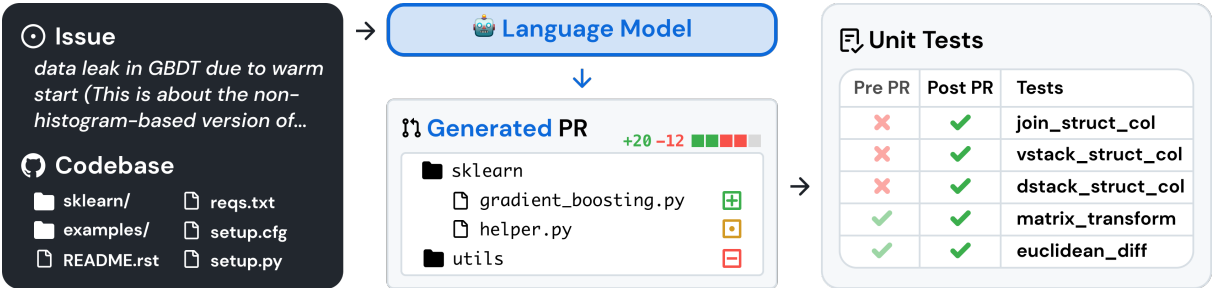 Issue
data leak in GBDT due to warm
start (This is about the non-
histogram-based version of...
Codebase
sklearn/
reqs.txt
examples/
setup.cfg
README.rst
setup.py
Language Model
Generated PR
+20 -12
sklearn
gradient_boosting.py
helper.py
utils
Unit Tests
Pre PR Post PR Tests
join_struct_col
vstack_struct_col
dstack_struct_col
matrix_transform
euclidean_diff